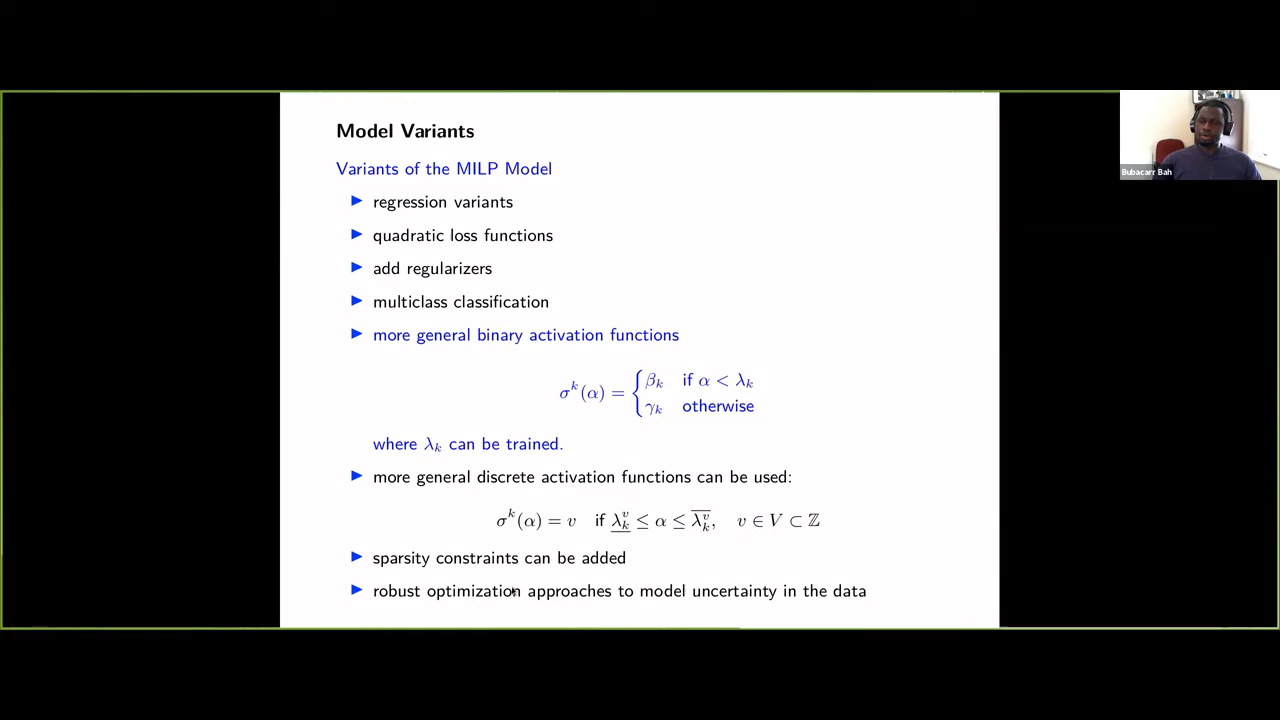 Model Variants
Variants of the MILP Model
▶ regression variants
▶ quadratic loss functions
▶ add regularizers
▶ multiclass classification
▶ more general binary activation functions
σ^k(α) = { β_k if α < λ_k
γ_k otherwise
where λ_k can be trained.
▶ more general discrete activation functions can be used:
σ^k(α) = v if \underline{λ_k^v} ≤ α ≤ \overline{λ_k^v}, v ∈ V ⊂ ℤ
▶ sparsity constraints can be added
▶ robust optimization approaches to model uncertainty in the data
Bubacarr Bah